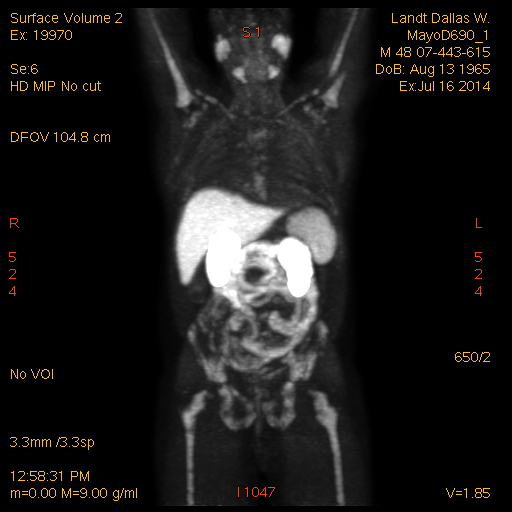 Surface Volume 2
Ex: 19970
Se:6
HD MIP No cut
DFOV 104.8 cm
S 1
Landt Dallas W.
MayoD690_1
M 48 07-443-615
DoB: Aug 13 1965
Ex:Jul 16 2014
R
5
2
4
L
5
2
4
650/2
No VOI
3.3mm /3.3sp
12:58:31 PM
m=0.00 M=9.00 g/ml
I 1047
V=1.85